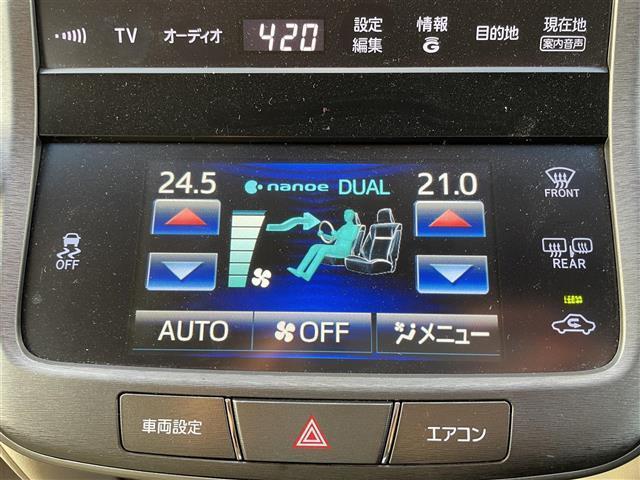 TV オーディオ 420 設定 編集 情報 G 目的地 現在地 案内音声
24.5 nanoe DUAL 21.0
FRONT
OFF
REAR
AUTO OFF メニュー
車両設定 エアコン